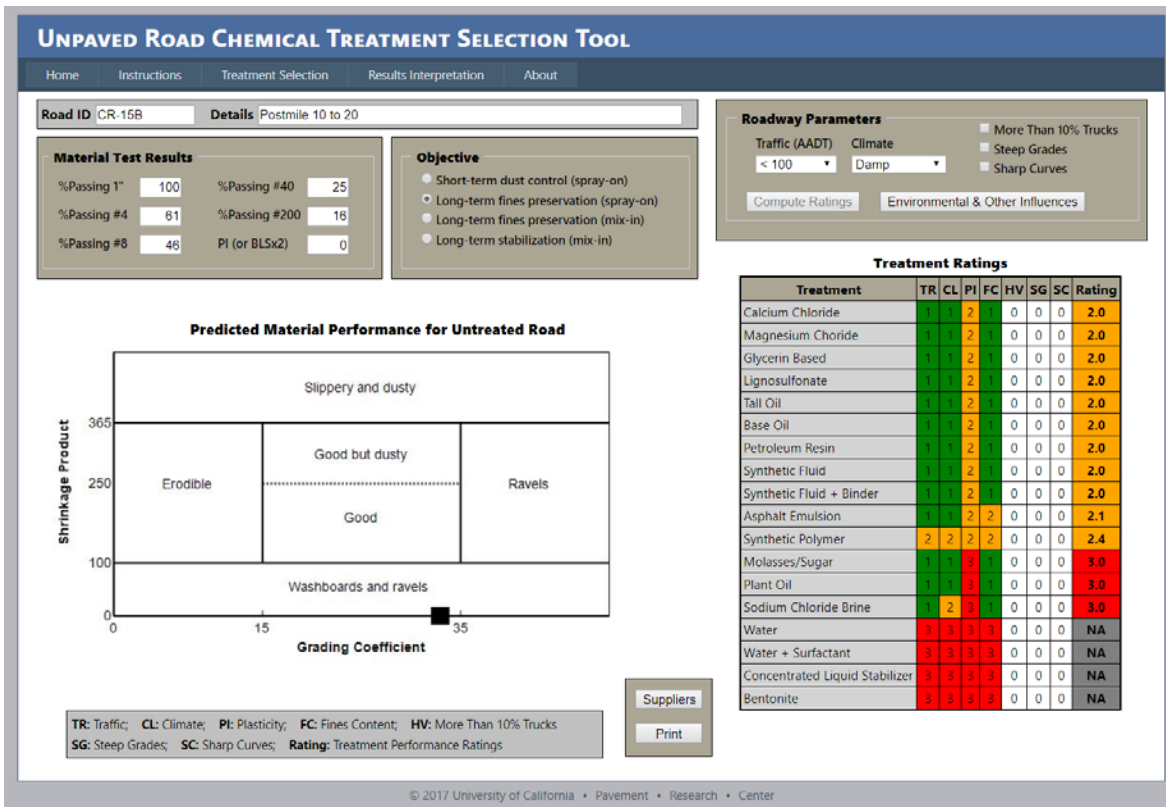 UNPAVED ROAD CHEMICAL TREATMENT SELECTION TOOL
Home Instructions Treatment Selection Results Interpretation About
Road ID CR-15B Details Postmile 10 to 20
Material Test Results
%Passing 1" 100 %Passing #40 25
%Passing #4 61 %Passing #200 16
%Passing #8 46 PI (or BLSx2) 0
Objective
Short-term dust control (spray-on)
Long-term fines preservation (spray-on)
Long-term fines preservation (mix-in)
Long-term stabilization (mix-in)
Roadway Parameters
Traffic (AADT) Climate
< 100 Damp
More Than 10% Trucks
Steep Grades
Sharp Curves
Compute Ratings Environmental & Other Influences
Predicted Material Performance for Untreated Road
Slippery and dusty
365
Good but dusty
250
Erodible
Ravels
Good
100
Washboards and ravels
0
0 15 35
Shrinkage Product
Grading Coefficient
Treatment Ratings
Treatment TR CL PI FC HV SG SC Rating
Calcium Chloride 1 1 2 1 0 0 0 2.0
Magnesium Choride 1 1 2 1 0 0 0 2.0
Glycerin Based 1 1 2 1 0 0 0 2.0
Lignosulfonate 1 1 2 1 0 0 0 2.0
Tall Oil 1 1 2 1 0 0 0 2.0
Base Oil 1 1 2 1 0 0 0 2.0
Petroleum Resin 1 1 2 1 0 0 0 2.0
Synthetic Fluid 1 1 2 1 0 0 0 2.0
Synthetic Fluid + Binder 1 1 2 1 0 0 0 2.0
Asphalt Emulsion 1 1 2 2 0 0 0 2.1
Synthetic Polymer 2 2 2 2 0 0 0 2.4
Molasses/Sugar 1 1 3 1 0 0 0 3.0
Plant Oil 1 1 3 1 0 0 0 3.0
Sodium Chloride Brine 1 2 3 1 0 0 0 3.0
Water 3 3 3 3 0 0 0 NA
Water + Surfactant 3 3 3 3 0 0 0 NA
Concentrated Liquid Stabilizer 3 3 3 3 0 0 0 NA
Bentonite 3 3 3 3 0 0 0 NA
TR: Traffic; CL: Climate; PI: Plasticity; FC: Fines Content; HV: More Than 10% Trucks
SG: Steep Grades; SC: Sharp Curves; Rating: Treatment Performance Ratings
Suppliers
Print
© 2017 University of California • Pavement • Research • Center